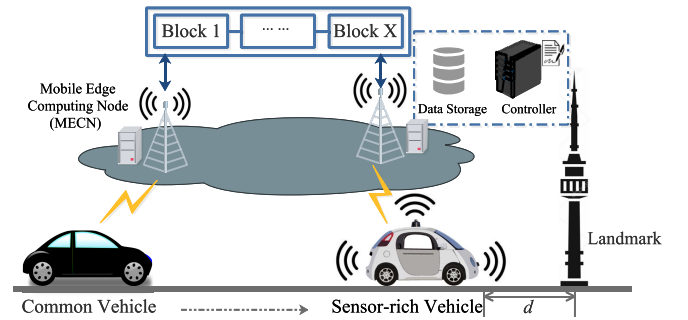 Block 1
... ...
Block X
Mobile Edge
Computing Node
(MECN)
Data Storage
Controller
Landmark
Common Vehicle
Sensor-rich Vehicle
d